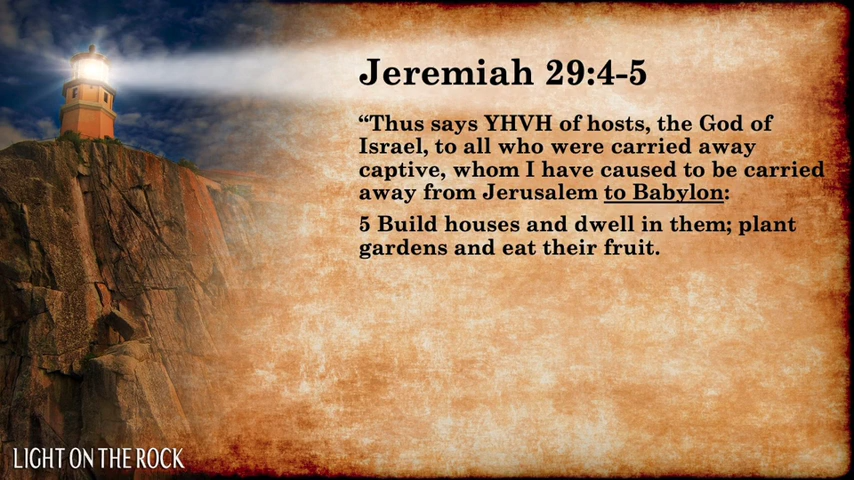 Jeremiah 29:4-5
“Thus says YHVH of hosts, the God of
Israel, to all who were carried away
captive, whom I have caused to be carried
away from Jerusalem to Babylon:
5 Build houses and dwell in them; plant
gardens and eat their fruit.
LIGHT ON THE ROCK